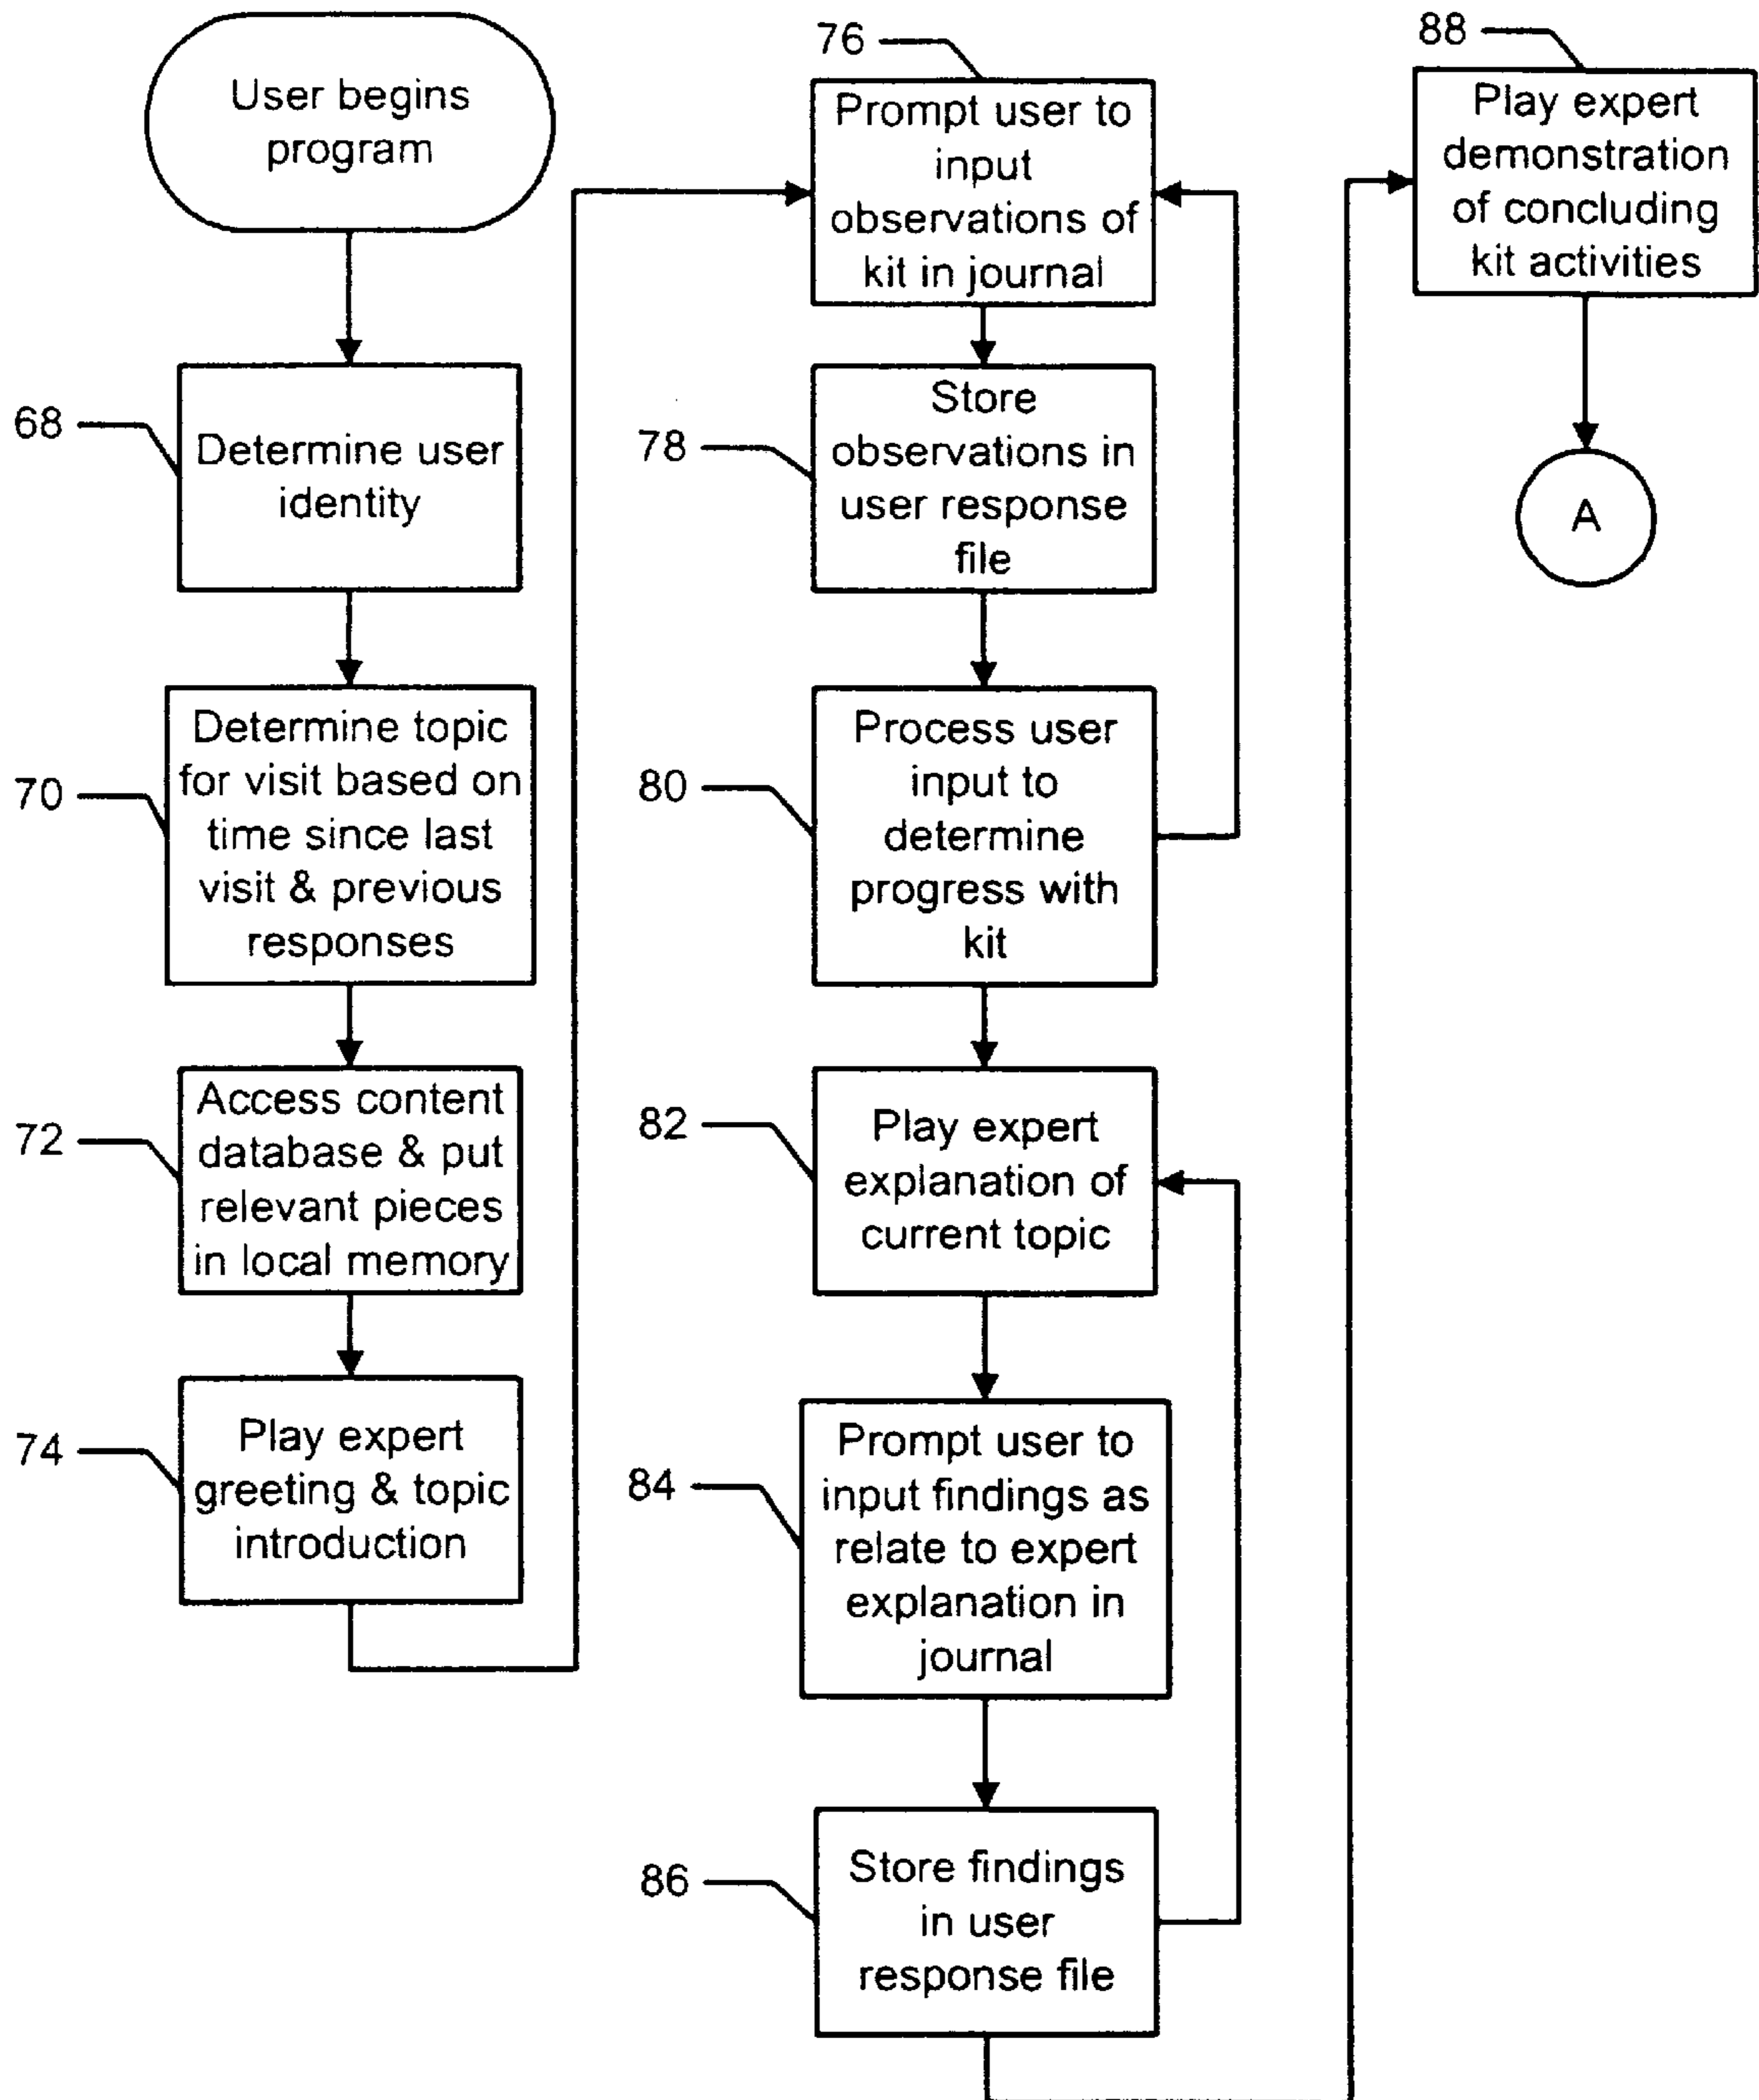 User begins
program
68
Determine user
identity
70
Determine topic
for visit based on
time since last
visit & previous
responses
72
Access content
database & put
relevant pieces
in local memory
74
Play expert
greeting & topic
introduction
76
Prompt user to
input
observations of
kit in journal
78
Store
observations in
user response
file
80
Process user
input to
determine
progress with
kit
82
Play expert
explanation of
current topic
84
Prompt user to
input findings as
relate to expert
explanation in
journal
86
Store findings
in user
response file
88
Play expert
demonstration
of concluding
kit activities
A